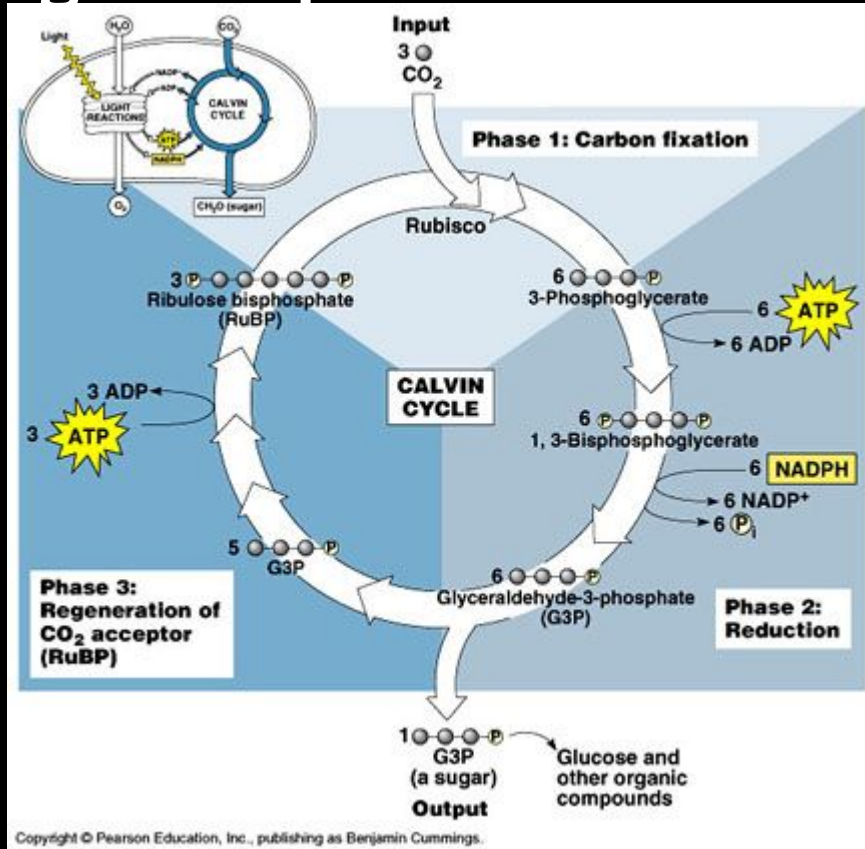 Input
3
CO₂
H₂O
CO₂
Light
NADP⁺
ADP
LIGHT
REACTIONS
CALVIN
CYCLE
ATP
NADPH
O₂
CH₂O (sugar)
Phase 1: Carbon fixation
Rubisco
3 P P
Ribulose bisphosphate
(RuBP)
6 P
3-Phosphoglycerate
6 ATP
6 ADP
CALVIN
CYCLE
3 ADP
3 ATP
6 P P
1, 3-Bisphosphoglycerate
6 NADPH
6 NADP⁺
6 Pi
5 P
G3P
6 P
Glyceraldehyde-3-phosphate
(G3P)
Phase 3:
Regeneration of
CO₂ acceptor
(RuBP)
Phase 2:
Reduction
1 P
G3P
(a sugar)
Output
Glucose and
other organic
compounds
Copyright © Pearson Education, Inc., publishing as Benjamin Cummings.